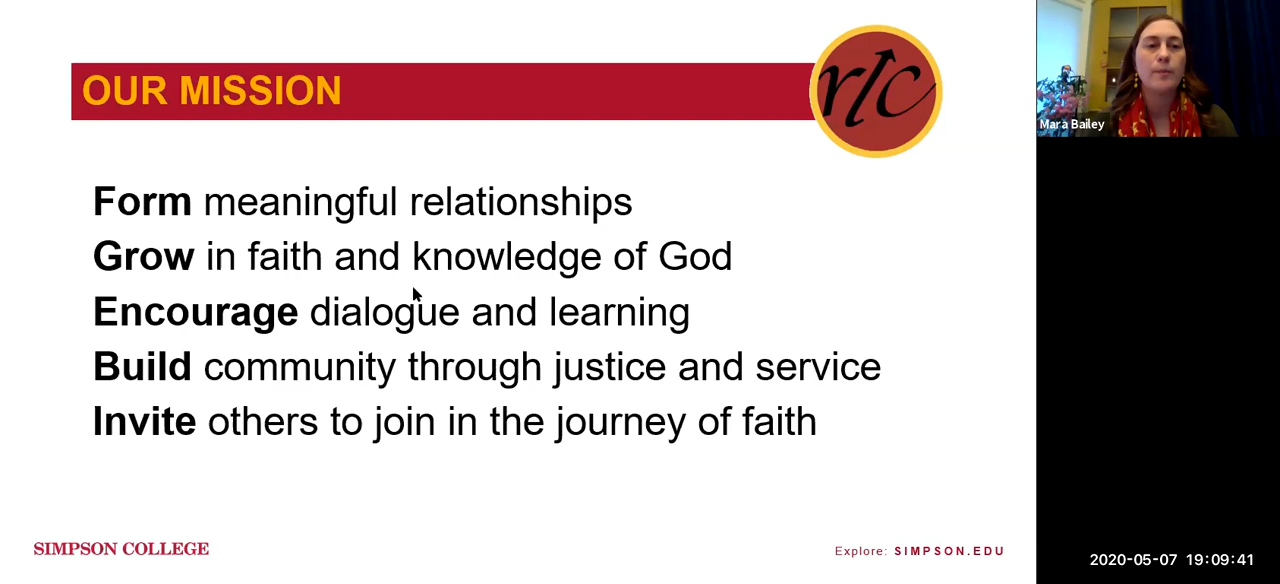 OUR MISSION
rlc
Form meaningful relationships
Grow in faith and knowledge of God
Encourage dialogue and learning
Build community through justice and service
Invite others to join in the journey of faith
SIMPSON COLLEGE
Explore: SIMPSON.EDU
Mara Bailey
2020-05-07 19:09:41